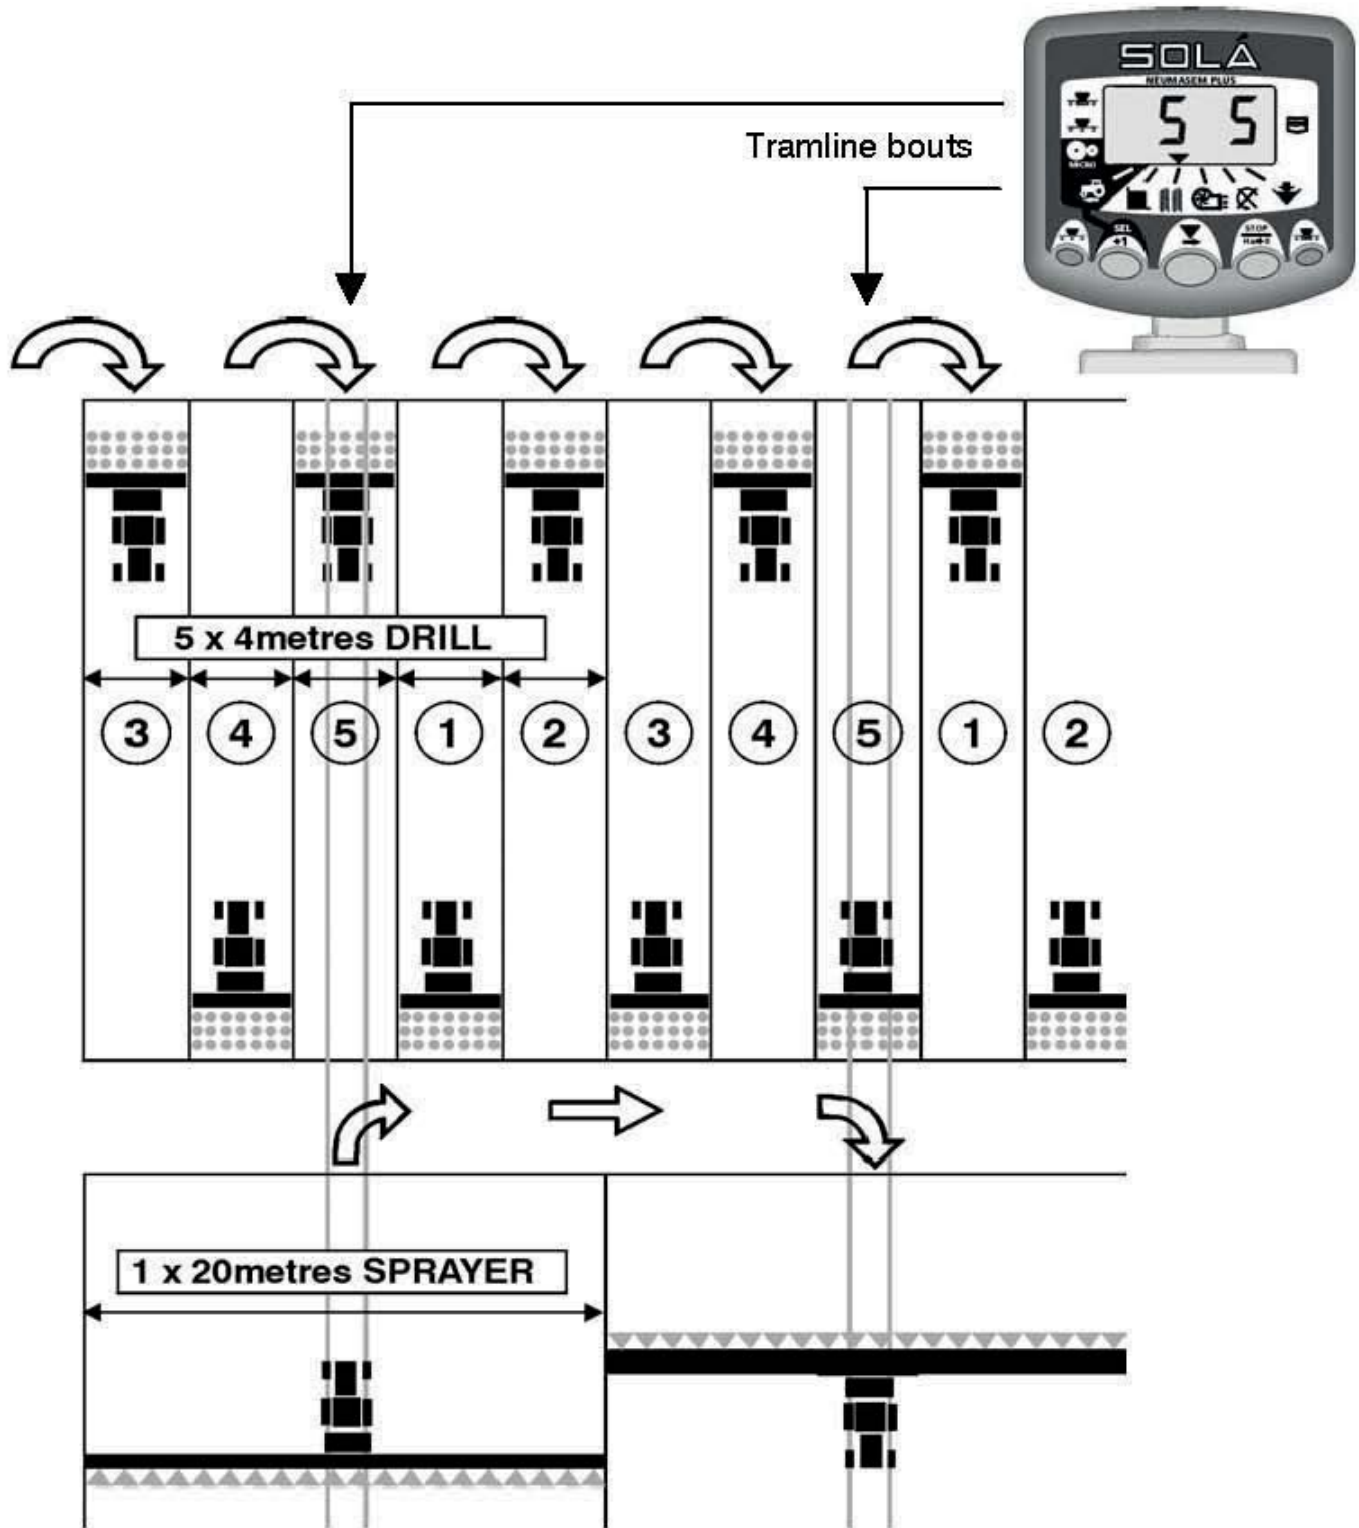 SOLÁ
NEUMASEM PLUS
5 5
MICRO
SEL
+1
STOP
Tramline bouts
5 x 4metres DRILL
3 4 5 1 2 3 4 5 1 2
1 x 20metres SPRAYER